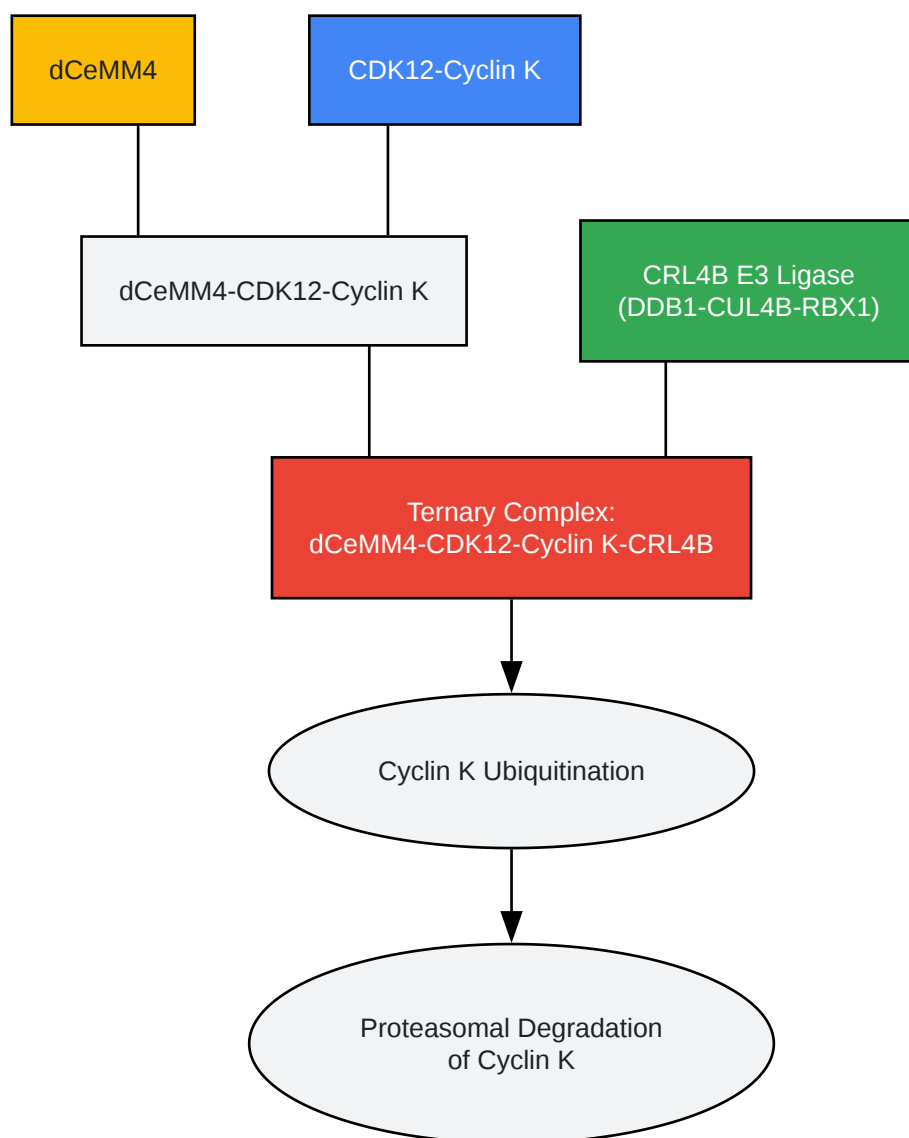 dCeMM4
CDK12-Cyclin K
dCeMM4-CDK12-Cyclin K
CRL4B E3 Ligase
(DDB1-CUL4B-RBX1)
Ternary Complex:
dCeMM4-CDK12-Cyclin K-CRL4B
Cyclin K Ubiquitination
Proteasomal Degradation
of Cyclin K